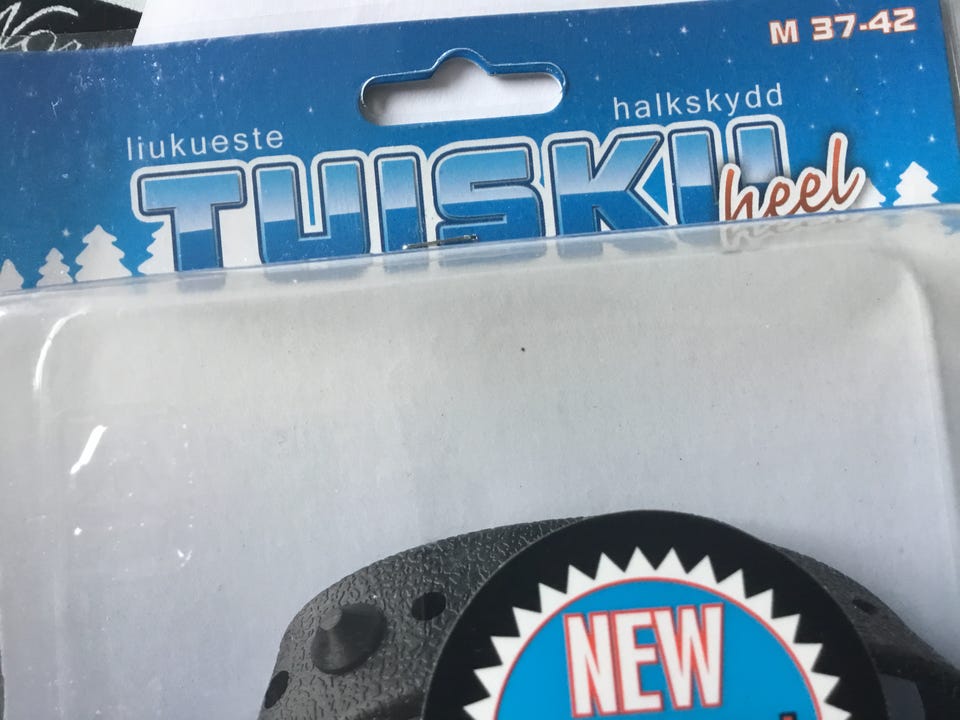 M 37-42
liukueste halkskydd
TUISKU heel
NEW